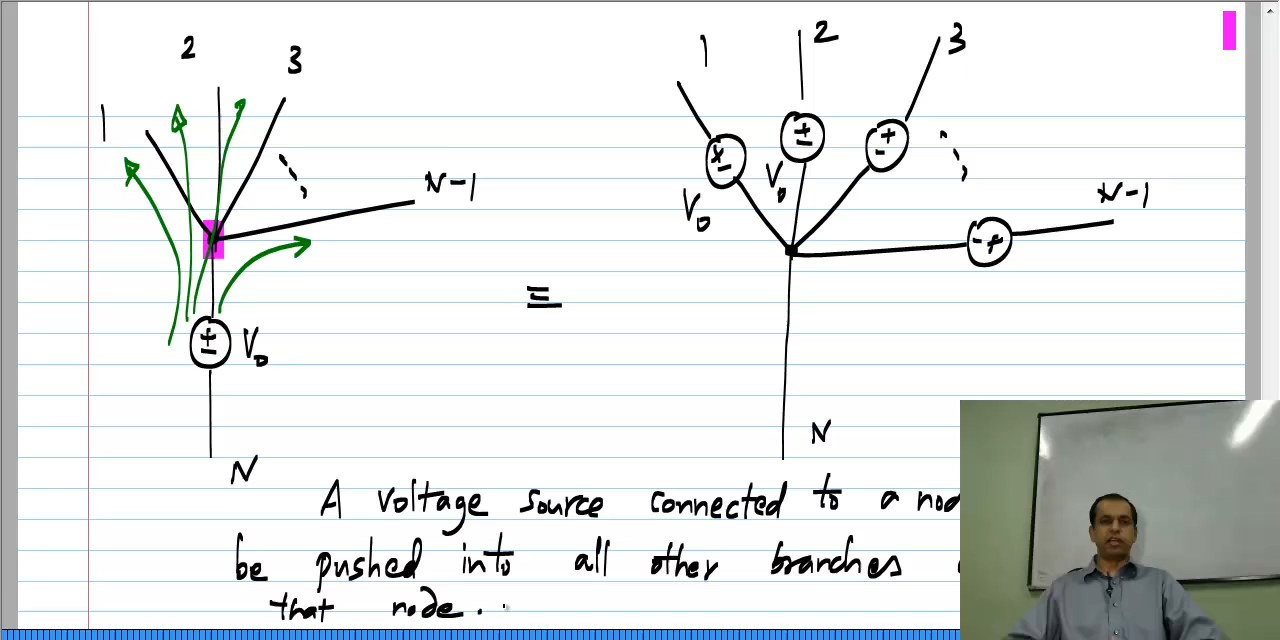 1 2 3 N-1
+ - V₀
N
≡
1 2 3 N-1
+ - V₀
+ - V₀
- +
- +
N
A voltage source connected to a
be pushed into all other branches
that node.